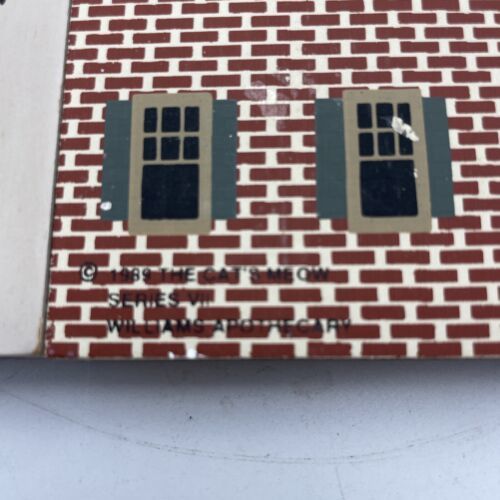 © 1989 THE CAT'S MEOW
SERIES VII
WILLIAMS APOTHECARY